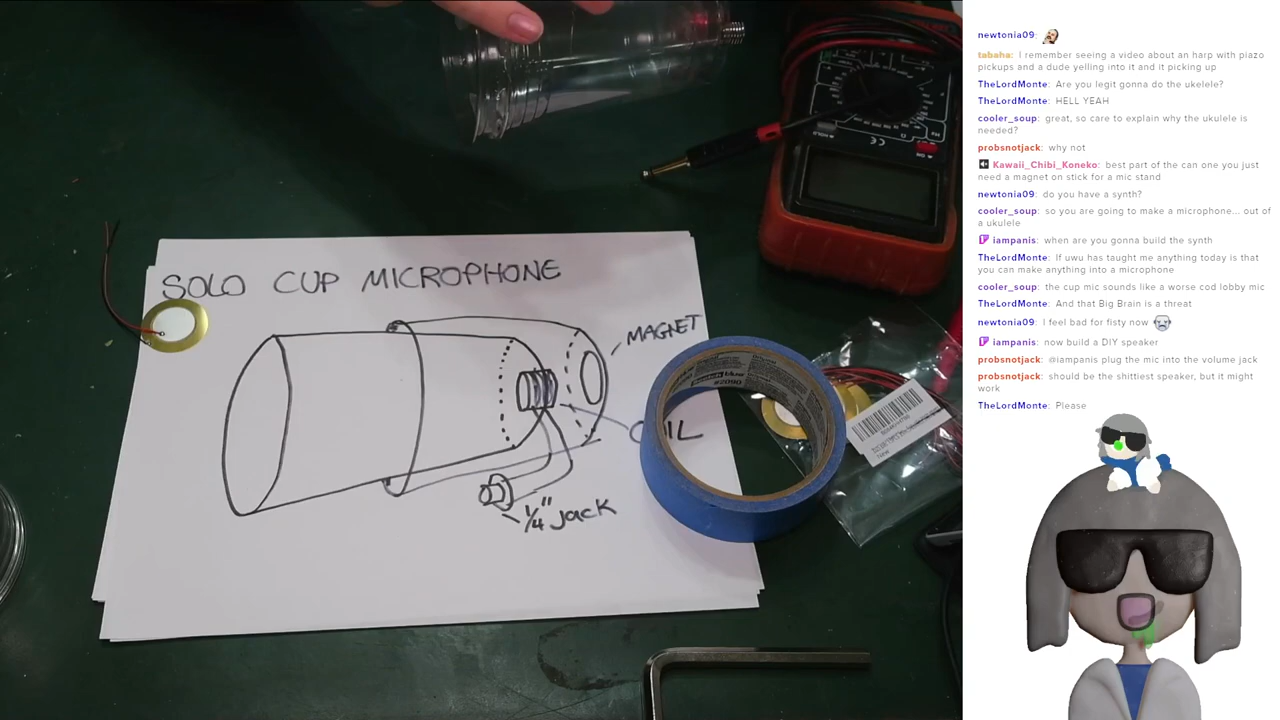 SOLO CUP MICROPHONE
MAGNET
1/4" Jack
HOLD
CE
#2090
newtonia09:
tabaha: I remember seeing a video about an harp with piazo
pickups and a dude yelling into it and it picking up
TheLordMonte: Are you legit gonna do the ukelele?
TheLordMonte: HELL YEAH
cooler_soup: great, so care to explain why the ukulele is
needed?
probsnotjack: why not
Kawaii_Chibi_Koneko: best part of the can one you just
need a magnet on stick for a mic stand
newtonia09: do you have a synth?
cooler_soup: so you are going to make a microphone... out of
a ukulele
iampanis: when are you gonna build the synth
TheLordMonte: If uwu has taught me anything today is that
you can make anything into a microphone
cooler_soup: the cup mic sounds like a worse cod lobby mic
TheLordMonte: And that Big Brain is a threat
newtonia09: I feel bad for fisty now
iampanis: now build a DIY speaker
probsnotjack: @iampanis plug the mic into the volume jack
probsnotjack: should be the shittiest speaker, but it might
work
TheLordMonte: Please